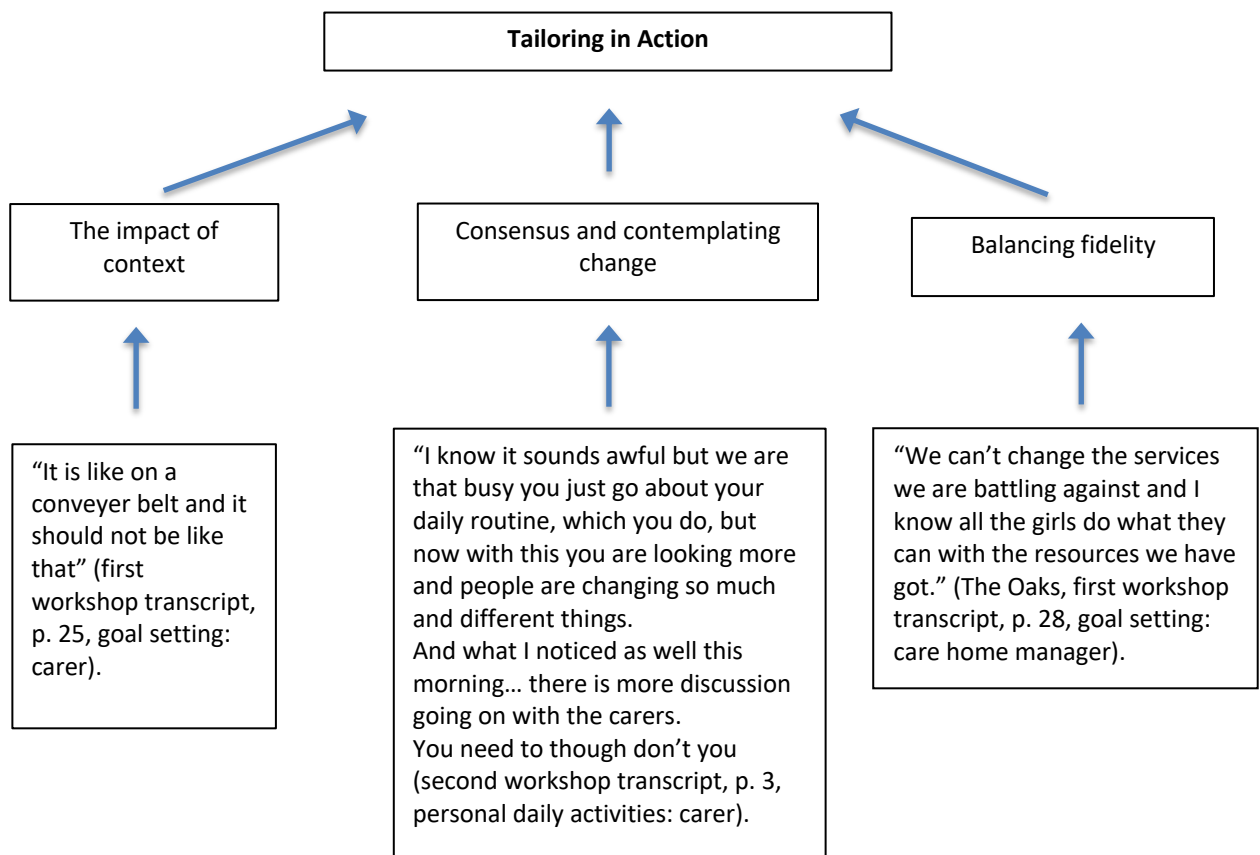 Tailoring in Action
The impact of
context
Consensus and contemplating
change
Balancing fidelity
“It is like on a
conveyer belt and it
should not be like
that” (first
workshop transcript,
p. 25, goal setting:
carer).
“I know it sounds awful but we are
that busy you just go about your
daily routine, which you do, but
now with this you are looking more
and people are changing so much
and different things.
And what I noticed as well this
morning… there is more discussion
going on with the carers.
You need to though don’t you
(second workshop transcript, p. 3,
personal daily activities: carer).
“We can’t change the services
we are battling against and I
know all the girls do what they
can with the resources we have
got.” (The Oaks, first workshop
transcript, p. 28, goal setting:
care home manager).